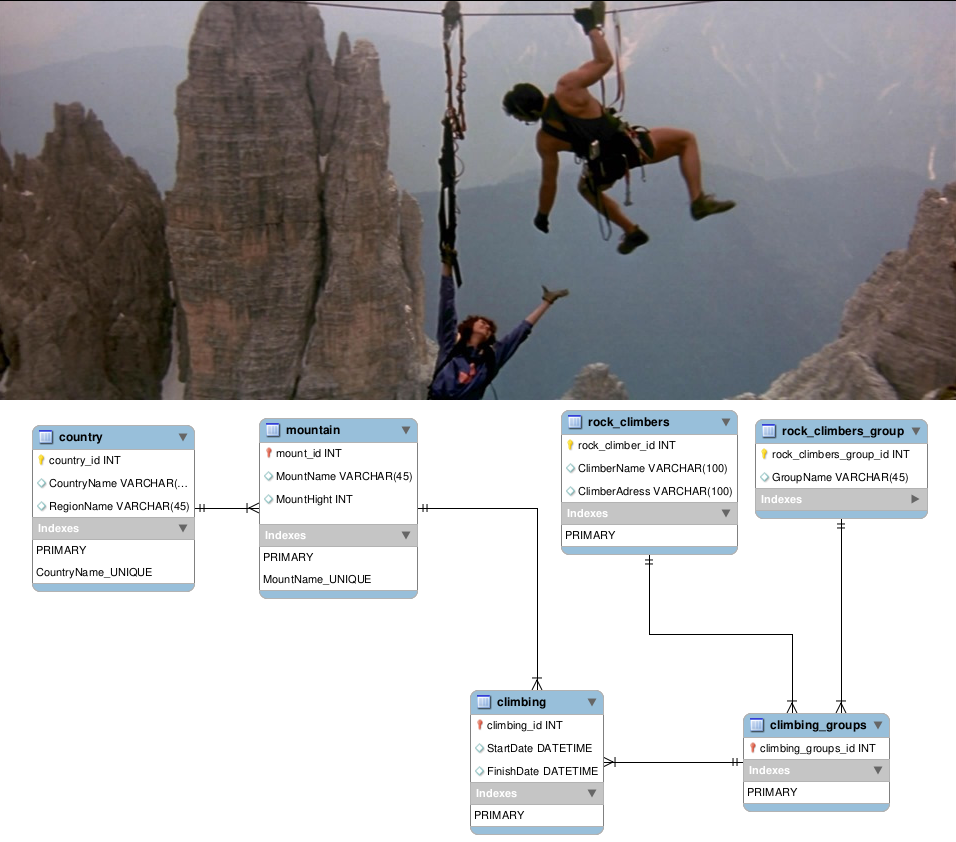 country
country_id INT
CountryName VARCHAR(...
RegionName VARCHAR(45)
Indexes
PRIMARY
CountryName_UNIQUE
mountain
mount_id INT
MountName VARCHAR(45)
MountHight INT
Indexes
PRIMARY
MountName_UNIQUE
rock_climbers
rock_climber_id INT
ClimberName VARCHAR(100)
ClimberAdress VARCHAR(100)
Indexes
PRIMARY
rock_climbers_group
rock_climbers_group_id INT
GroupName VARCHAR(45)
Indexes
climbing
climbing_id INT
StartDate DATETIME
FinishDate DATETIME
Indexes
PRIMARY
climbing_groups
climbing_groups_id INT
Indexes
PRIMARY